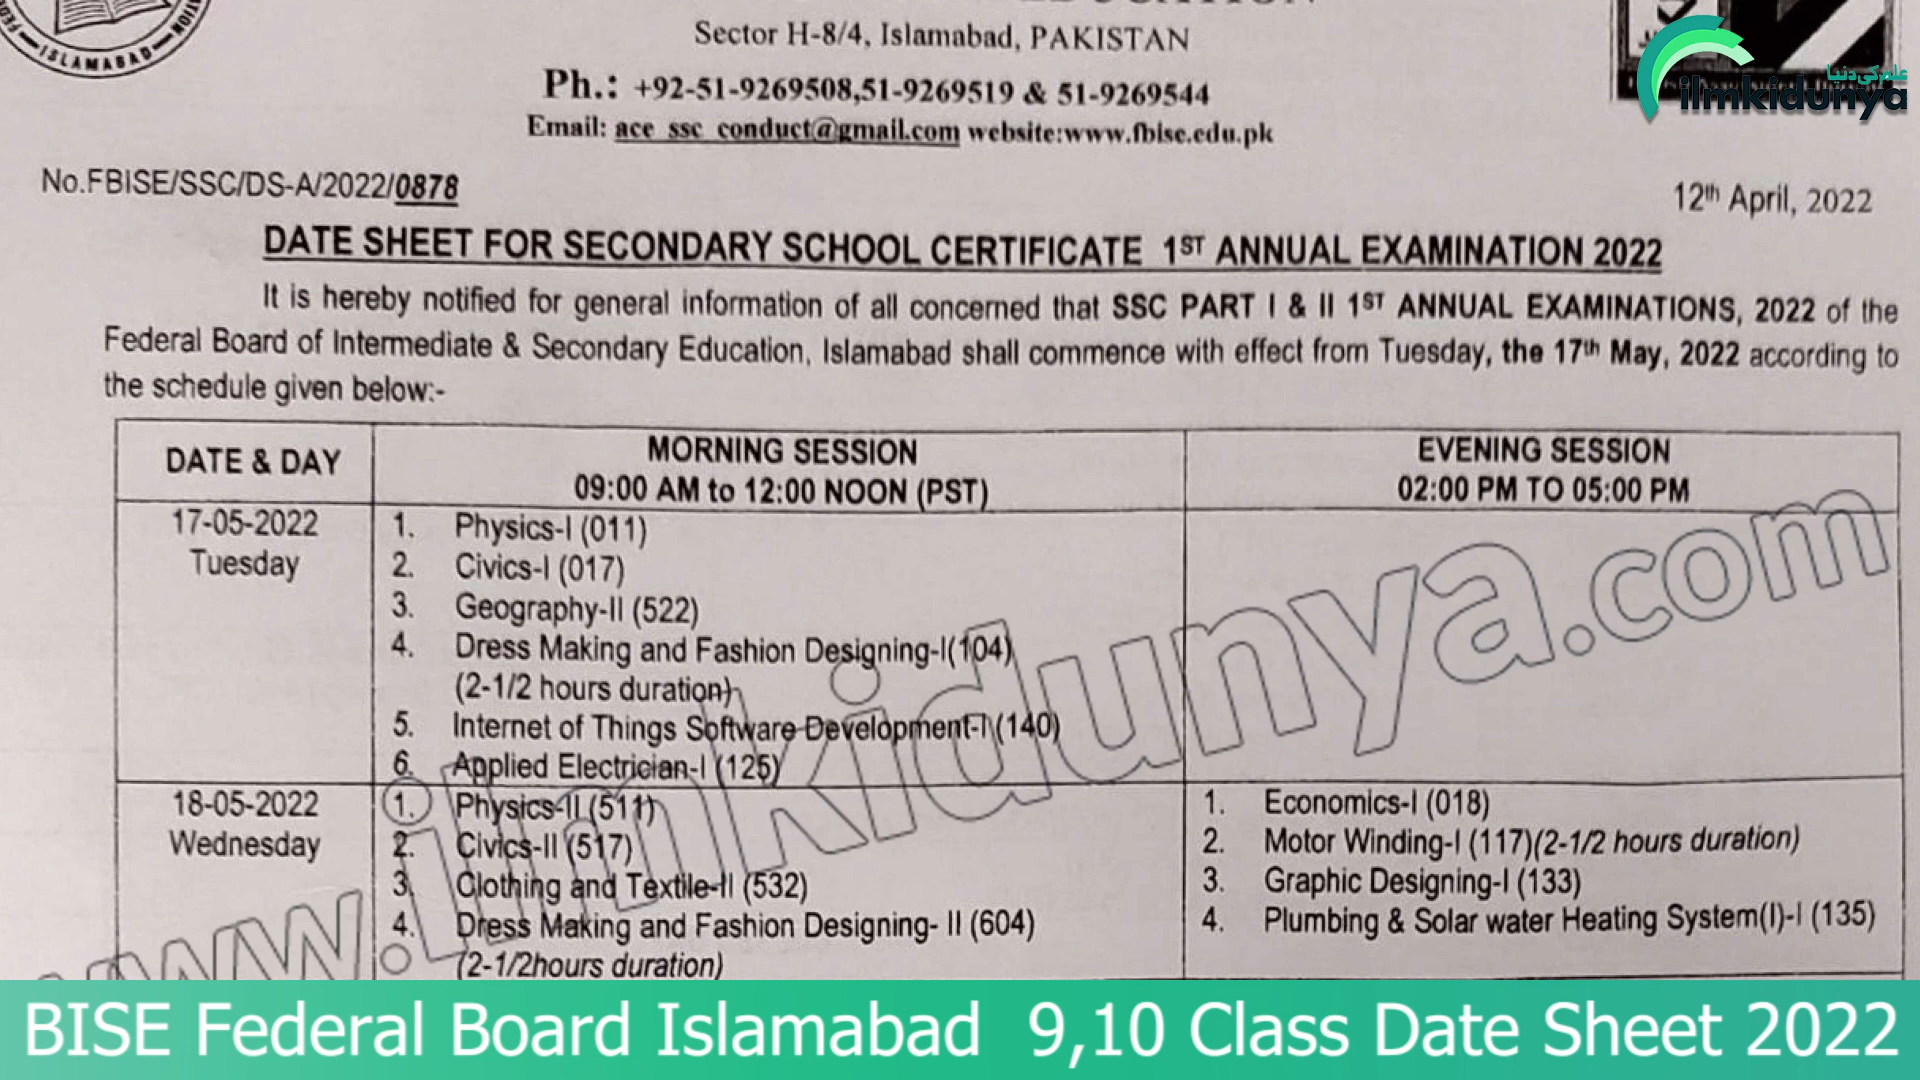 ISLAMABAD
Sector H-8/4, Islamabad, PAKISTAN
Ph.: +92-51-9269508,51-9269519 & 51-9269544
Email: ace_ssc_conduct@gmail.com website:www.fbise.edu.pk
علم کی دنیا
ilmkidunya
No.FBISE/SSC/DS-A/2022/0878
12th April, 2022
DATE SHEET FOR SECONDARY SCHOOL CERTIFICATE 1ST ANNUAL EXAMINATION 2022
It is hereby notified for general information of all concerned that SSC PART I & II 1ST ANNUAL EXAMINATIONS, 2022 of the
Federal Board of Intermediate & Secondary Education, Islamabad shall commence with effect from Tuesday, the 17th May, 2022 according to
the schedule given below:-
DATE & DAY
MORNING SESSION
09:00 AM to 12:00 NOON (PST)
EVENING SESSION
02:00 PM TO 05:00 PM
17-05-2022
Tuesday
1. Physics-I (011)
2. Civics-I (017)
3. Geography-II (522)
4. Dress Making and Fashion Designing-I(104)
(2-1/2 hours duration)
5. Internet of Things Software Development-I (140)
6. Applied Electrician-I (125)
18-05-2022
Wednesday
1. Physics-II (511)
2. Civics-II (517)
3. Clothing and Textile-II (532)
4. Dress Making and Fashion Designing- II (604)
(2-1/2hours duration)
1. Economics-I (018)
2. Motor Winding-I (117)(2-1/2 hours duration)
3. Graphic Designing-I (133)
4. Plumbing & Solar water Heating System(I)-I (135)
www.ilmkidunya.com
BISE Federal Board Islamabad 9,10 Class Date Sheet 2022